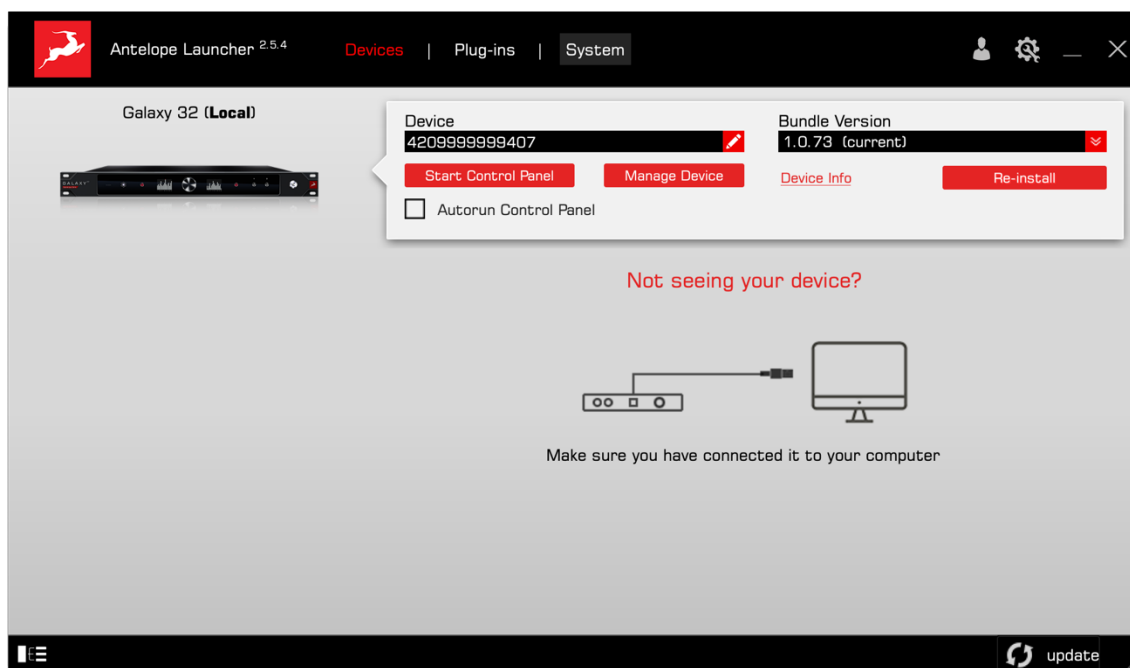 Antelope Launcher 2.5.4 Devices | Plug-ins | System
Galaxy 32 (Local)
Device
4209999999407
Start Control Panel
Manage Device
Autorun Control Panel
Bundle Version
1.0.73 (current)
Device Info
Re-install
GALAXY
Not seeing your device?
Make sure you have connected it to your computer
update